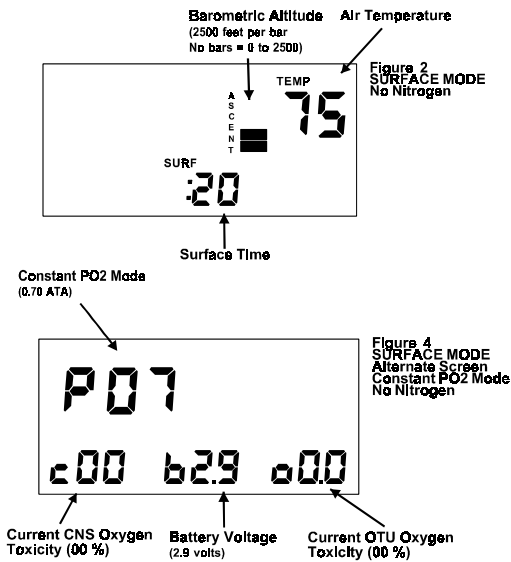 Barometric Altitude
(2500 feet per bar
No bars = 0 to 2500)
Air Temperature
Figure 2
SURFACE MODE
No Nitrogen
TEMP
75
ASCENT
SURF
:20
Surface Time
Constant PO2 Mode
(0.70 ATA)
Figure 4
SURFACE MODE
Alternate Screen
Constant PO2 Mode
No Nitrogen
P07
c00 b2.9 o0.0
Current CNS Oxygen
Toxicity (00 %)
Battery Voltage
(2.9 volts)
Current OTU Oxygen
Toxicity (00 %)